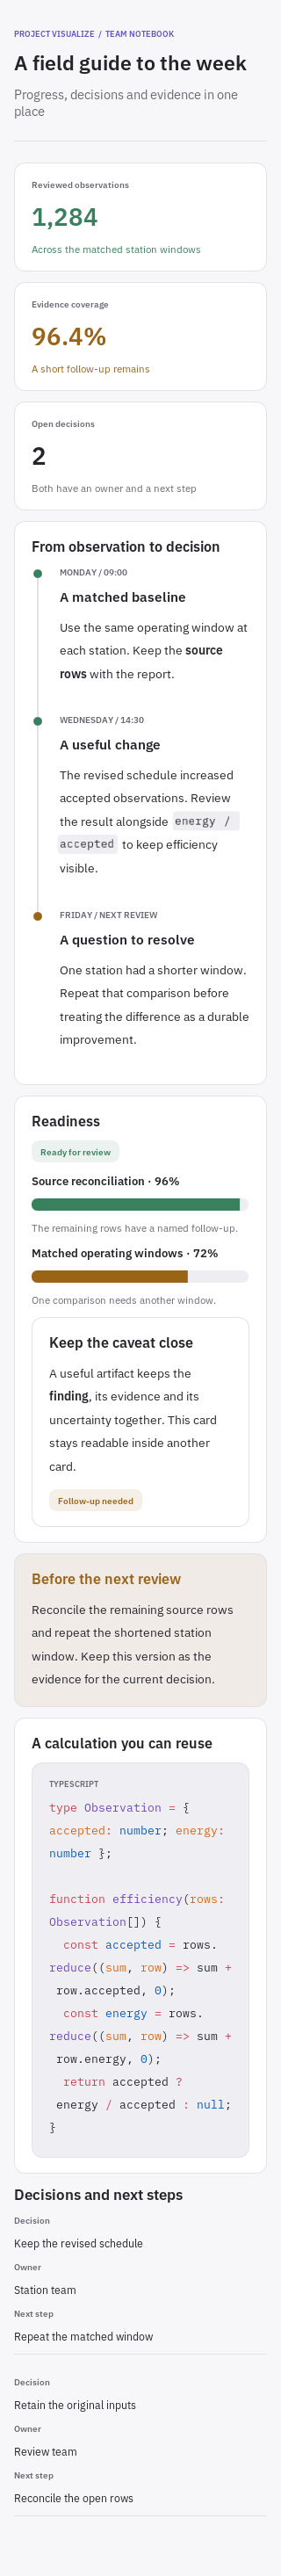 PROJECT VISUALIZE / TEAM NOTEBOOK
A field guide to the week
Progress, decisions and evidence in one
place
Reviewed observations
1,284
Across the matched station windows
Evidence coverage
96.4%
A short follow-up remains
Open decisions
2
Both have an owner and a next step
From observation to decision
MONDAY / 09:00
A matched baseline
Use the same operating window at
each station. Keep the source
rows with the report.
WEDNESDAY / 14:30
A useful change
The revised schedule increased
accepted observations. Review
the result alongside energy /
accepted to keep efficiency
visible.
FRIDAY / NEXT REVIEW
A question to resolve
One station had a shorter window.
Repeat that comparison before
treating the difference as a durable
improvement.
Readiness
Ready for review
Source reconciliation · 96%
The remaining rows have a named follow-up.
Matched operating windows · 72%
One comparison needs another window.
Keep the caveat close
A useful artifact keeps the
finding, its evidence and its
uncertainty together. This card
stays readable inside another
card.
Follow-up needed
Before the next review
Reconcile the remaining source rows
and repeat the shortened station
window. Keep this version as the
evidence for the current decision.
A calculation you can reuse
TYPESCRIPT
type Observation = {
accepted: number; energy:
number };
function efficiency(rows:
Observation[]) {
  const accepted = rows.
reduce((sum, row) => sum +
 row.accepted, 0);
  const energy = rows.
reduce((sum, row) => sum +
 row.energy, 0);
  return accepted ?
 energy / accepted : null;
}
Decisions and next steps
Decision
Keep the revised schedule
Owner
Station team
Next step
Repeat the matched window
Decision
Retain the original inputs
Owner
Review team
Next step
Reconcile the open rows